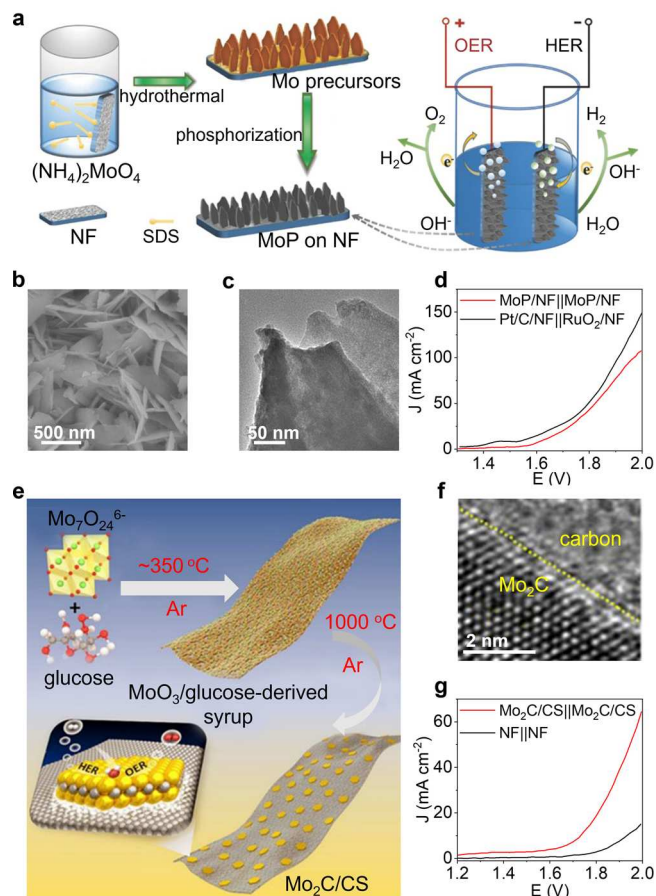 a
(NH₄)₂MoO₄
hydrothermal
Mo precursors
phosphorization
NF
SDS
MoP on NF
+
OER
-
HER
O₂
H₂O
OH⁻
e⁻
H₂
e⁻
OH⁻
H₂O
b
500 nm
c
50 nm
d
MoP/NF||MoP/NF
Pt/C/NF||RuO₂/NF
J (mA cm⁻²)
150
100
50
0
1.4 1.6 1.8 2.0
E (V)
e
Mo₇O₂₄⁶⁻
+
glucose
~350 °C
Ar
MoO₃/glucose-derived
syrup
1000 °C
Ar
HER
OER
Mo₂C/CS
f
carbon
Mo₂C
2 nm
g
Mo₂C/CS||Mo₂C/CS
NF||NF
J (mA cm⁻²)
60
40
20
0
1.2 1.4 1.6 1.8 2.0
E (V)